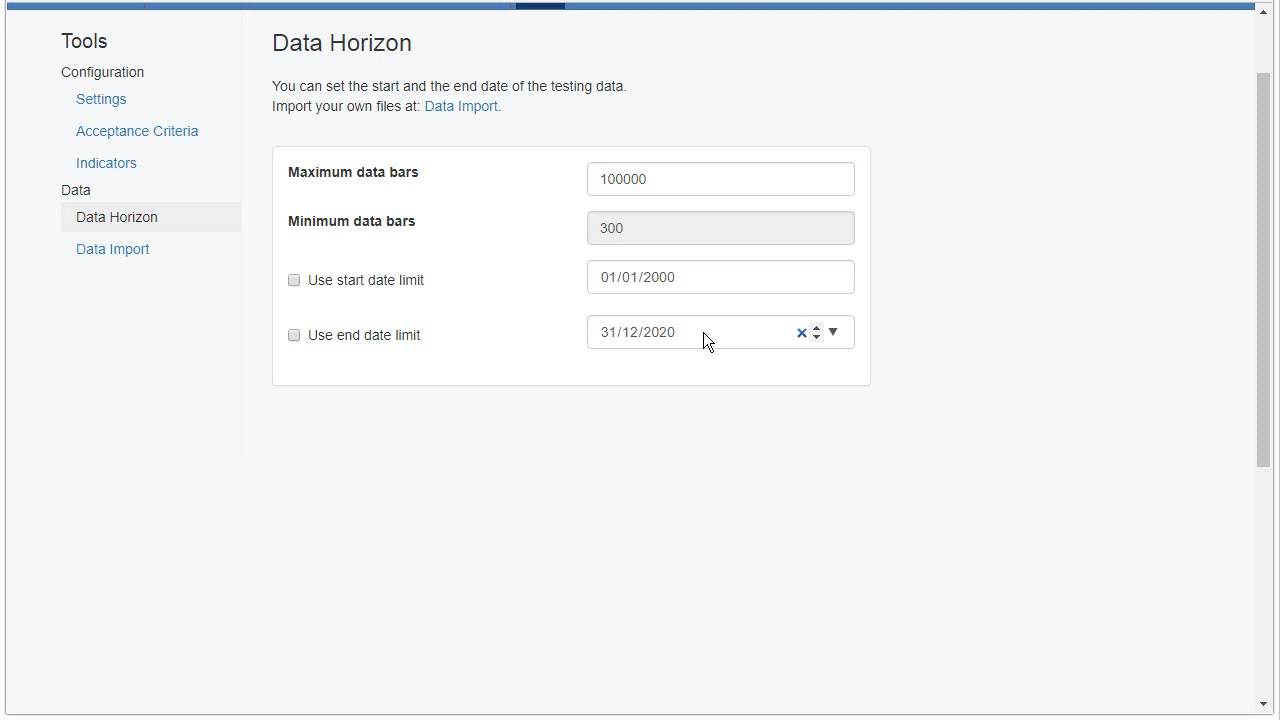 Tools
Configuration
Settings
Acceptance Criteria
Indicators
Data
Data Horizon
Data Import
Data Horizon
You can set the start and the end date of the testing data.
Import your own files at: Data Import.
Maximum data bars
100000
Minimum data bars
300
Use start date limit
01/01/2000
Use end date limit
31/12/2020